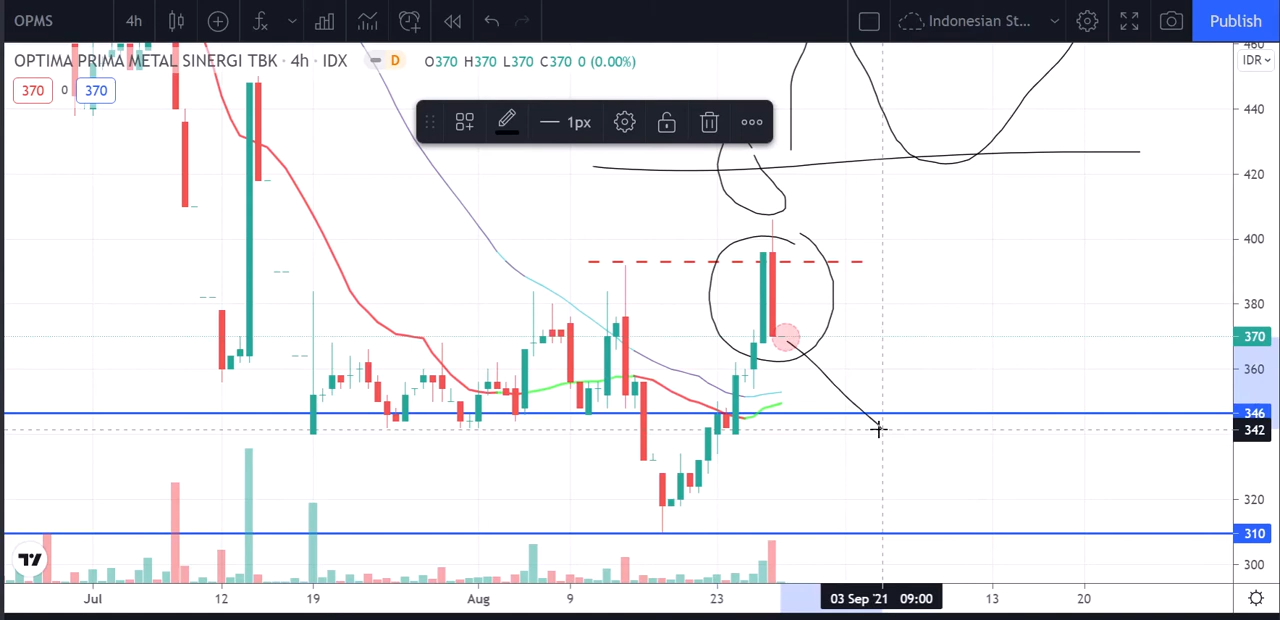 OPMS 4h Indonesian St... Publish
OPTIMA PRIMA METAL SINERGI TBK · 4h · IDX D O370 H370 L370 C370 0 (0.00%)
370 0 370
1px
460
IDR
440
420
400
380
370
360
346
342
320
310
300
Jul 12 19 Aug 9 23 03 Sep '21 09:00 13 20